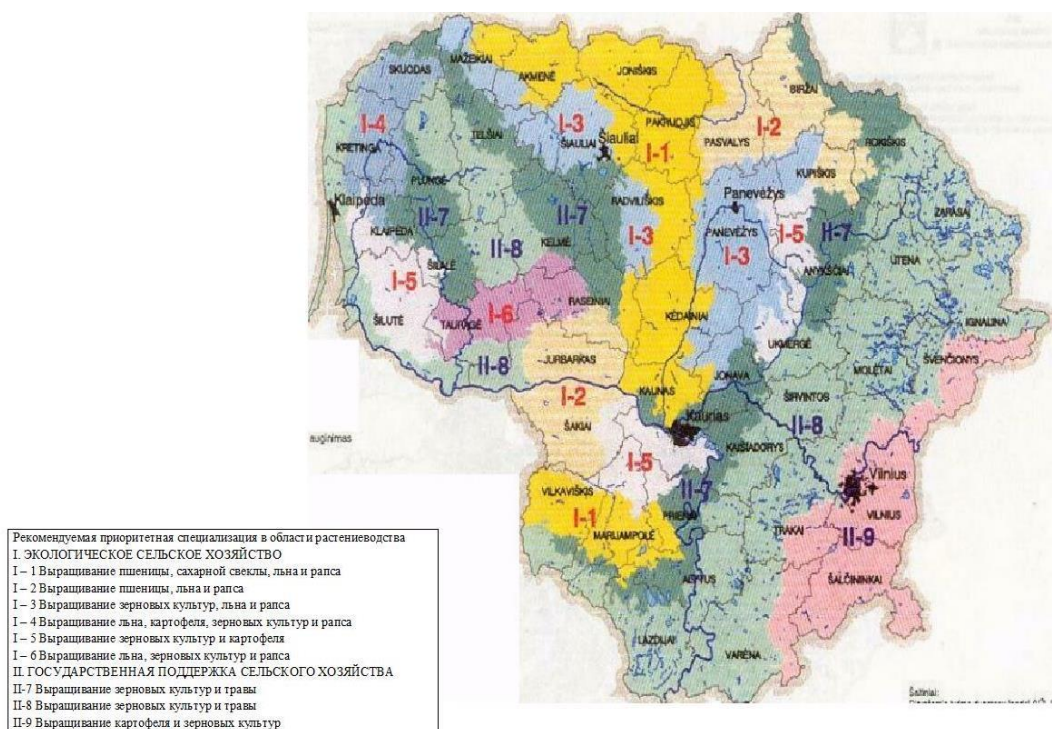 SKUODAS
MAŽEIKIAI
AKMENĖ
JONIŠKIS
BIRŽAI
I-4
I-3
I-2
KRETINGA
TELŠIAI
ŠIAULIAI
Šiauliai
PAKRUOJIS
PASVALYS
ROKIŠKIS
I-1
KUPIŠKIS
PLUNGĖ
Klaipėda
II-7
II-7
RADVILIŠKIS
Panevėžys
ZARASAI
KLAIPĖDA
II-8
KELMĖ
I-3
PANEVĖŽYS
I-3
I-5
II-7
UTENA
ŠILALĖ
I-5
ANYKŠČIAI
ŠILUTĖ
TAURAGĖ
I-6
RASEINIAI
KĖDAINIAI
IGNALINA
UKMERGĖ
ŠVENČIONYS
II-8
JURBARKAS
JONAVA
MOLĖTAI
I-2
KAUNAS
ŠIRVINTOS
ŠAKIAI
Kaunas
II-8
auginimas
KAIŠIADORYS
I-5
Vilnius
VILKAVIŠKIS
II-7
I-1
PRIENAI
VILNIUS
MARIJAMPOLĖ
TRAKAI
II-9
ALYTUS
ŠALČININKAI
LAZDIJAI
VARĖNA
Šaltiniai:
Рекомендуемая приоритетная специализация в области растениеводства
I. ЭКОЛОГИЧЕСКОЕ СЕЛЬСКОЕ ХОЗЯЙСТВО
I – 1 Выращивание пшеницы, сахарной свеклы, льна и рапса
I – 2 Выращивание пшеницы, льна и рапса
I – 3 Выращивание зерновых культур, льна и рапса
I – 4 Выращивание льна, картофеля, зерновых культур и рапса
I – 5 Выращивание зерновых культур и картофеля
I – 6 Выращивание льна, зерновых культур и рапса
II. ГОСУДАРСТВЕННАЯ ПОДДЕРЖКА СЕЛЬСКОГО ХОЗЯЙСТВА
II-7 Выращивание зерновых культур и травы
II-8 Выращивание зерновых культур и травы
II-9 Выращивание картофеля и зерновых культур